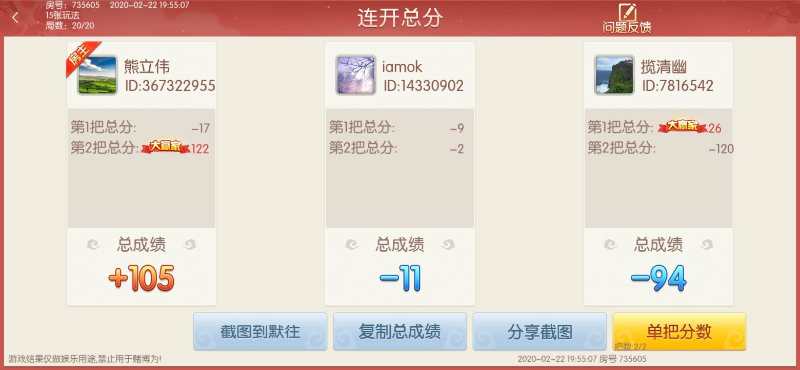 房号：735605 2020-02-22 19:55:07
15张玩法
局数：20/20
连开总分
问题反馈
房主
熊立伟
ID:367322955
第1把总分: -17
第2把总分: 大赢家 122
总成绩
+105
iamok
ID:14330902
第1把总分: -9
第2把总分: -2
总成绩
-11
揽清幽
ID:7816542
第1把总分: 大赢家 26
第2把总分: -120
总成绩
-94
截图到默往
复制总成绩
分享截图
单把分数
把数:2/2
游戏结果仅做娱乐用途,禁止用于赌博为!
2020-02-22 19:55:07 房号 735605